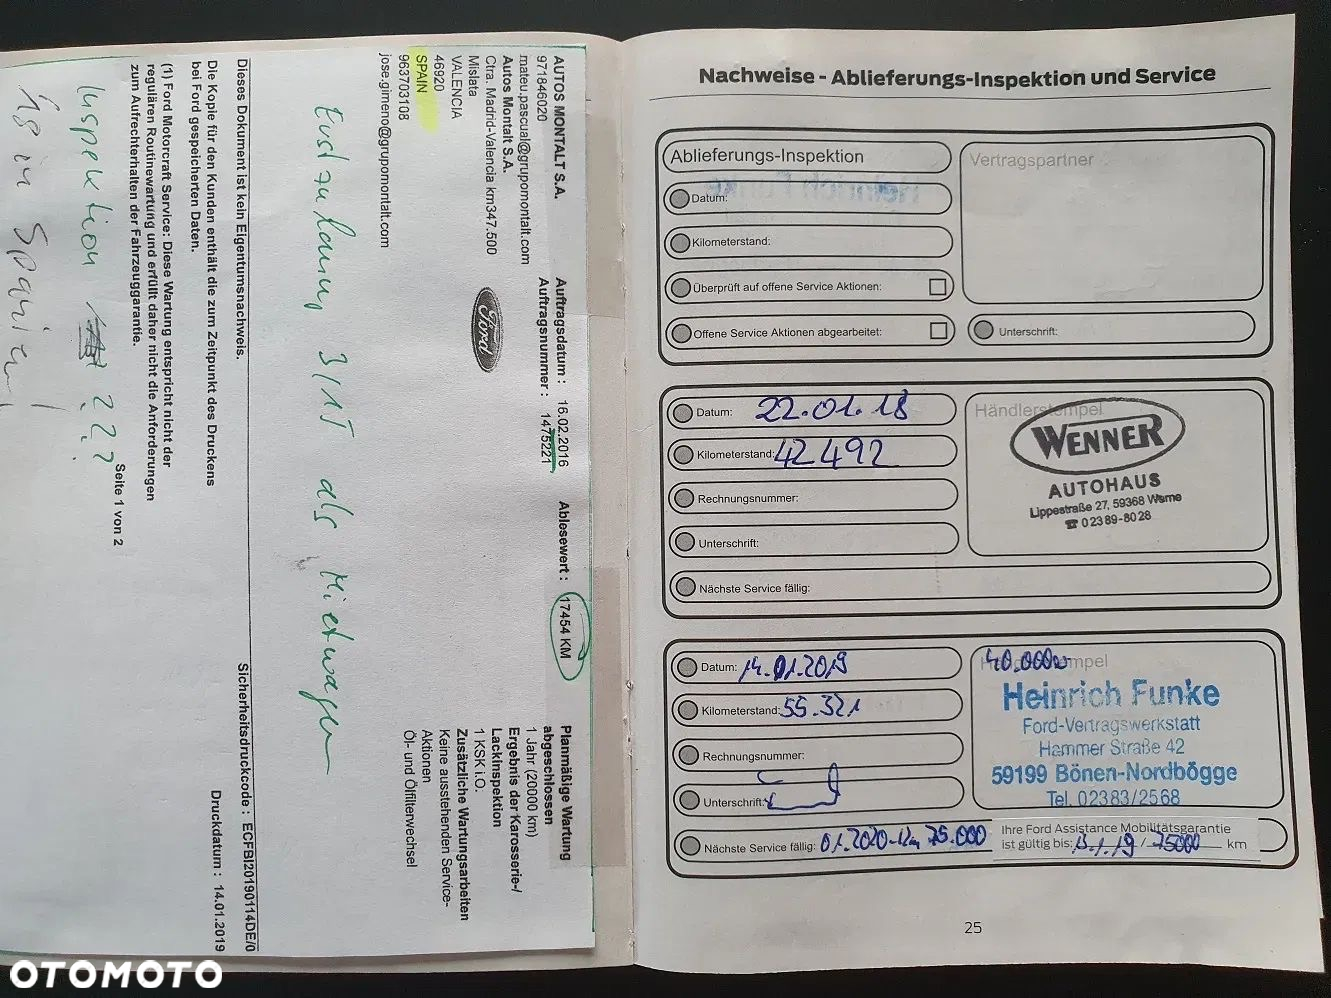 AUTOS MONTALT S.A.
971846020
mateu.pascual@grupomontalt.com
Autos Montalt S.A.
Ctra. Madrid-Valencia km347.500
Mislata
VALENCIA
46920
SPAIN
963703108
jose.gimeno@grupomontalt.com
Ford
Auftragsdatum : 16.02.2016
Auftragsnummer : 1475221
Ablesewert : 17454 KM
Planmäßige Wartung
abgeschlossen
1 Jahr (20000 km)
Ergebnis der Karosserie-/
Lackinspektion
1 KSK i.O.
Zusätzliche Wartungsarbeiten
Keine ausstehenden Service-
Aktionen
Öl- und Ölfilterwechsel
Erstzulassung 3/15 als Mietwagen
Dieses Dokument ist kein Eigentumsnachweis.
Die Kopie für den Kunden enthält die zum Zeitpunkt des Druckens
bei Ford gespeicherten Daten.
(1) Ford Motorcraft Service: Diese Wartung entspricht nicht der
regulären Routinewartung und erfüllt daher nicht die Anforderungen
zum Aufrechterhalten der Fahrzeuggarantie.
Seite 1 von 2
Sicherheitsdruckcode : ECFBI20190114DE/0
Druckdatum : 14.01.2019
Inspektion ???
in Spanien!
Nachweise - Ablieferungs-Inspektion und Service
Ablieferungs-Inspektion
Datum:
Kilometerstand:
Überprüft auf offene Service Aktionen:
Offene Service Aktionen abgearbeitet:
Vertragspartner
Unterschrift:
Datum: 22.01.18
Kilometerstand: 42492
Rechnungsnummer:
Unterschrift:
Nächste Service fällig:
Händlerstempel
WENNER
AUTOHAUS
Lippestraße 27, 59368 Werne
☎ 02389-8028
Datum: 14.01.2019
Kilometerstand: 55.321
Rechnungsnummer:
Unterschrift:
Nächste Service fällig: 01.2020 75.000
Heinrich Funke
Ford-Vertragswerkstatt
Hammer Straße 42
59199 Bönen-Nordbögge
Tel. 02383/2568
Ihre Ford Assistance Mobilitätsgarantie
ist gültig bis: 13.1.19 / 75000 km
25
OTOMOTO